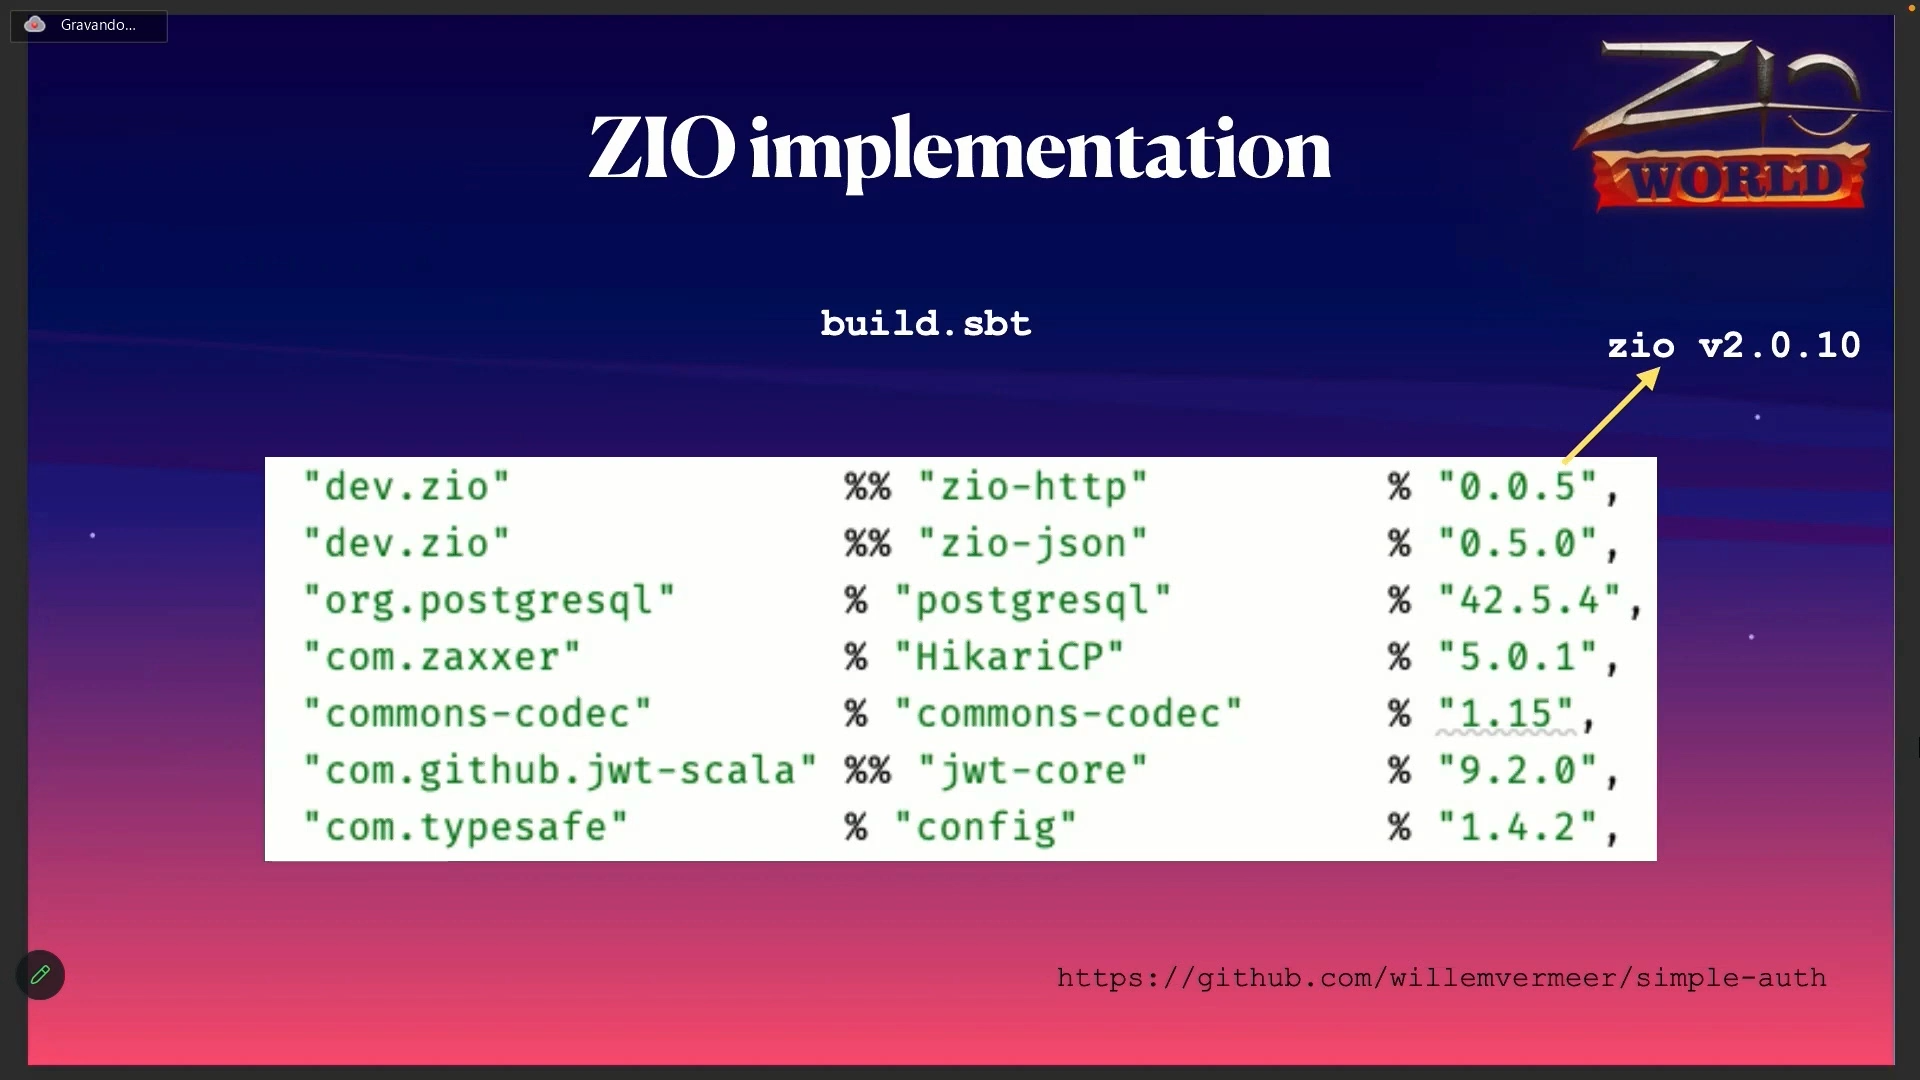 Gravando...
ZIO
WORLD
ZIO implementation
build.sbt
zio v2.0.10
"dev.zio" %% "zio-http" % "0.0.5",
"dev.zio" %% "zio-json" % "0.5.0",
"org.postgresql" % "postgresql" % "42.5.4",
"com.zaxxer" % "HikariCP" % "5.0.1",
"commons-codec" % "commons-codec" % "1.15",
"com.github.jwt-scala" %% "jwt-core" % "9.2.0",
"com.typesafe" % "config" % "1.4.2",
https://github.com/willemvermeer/simple-auth